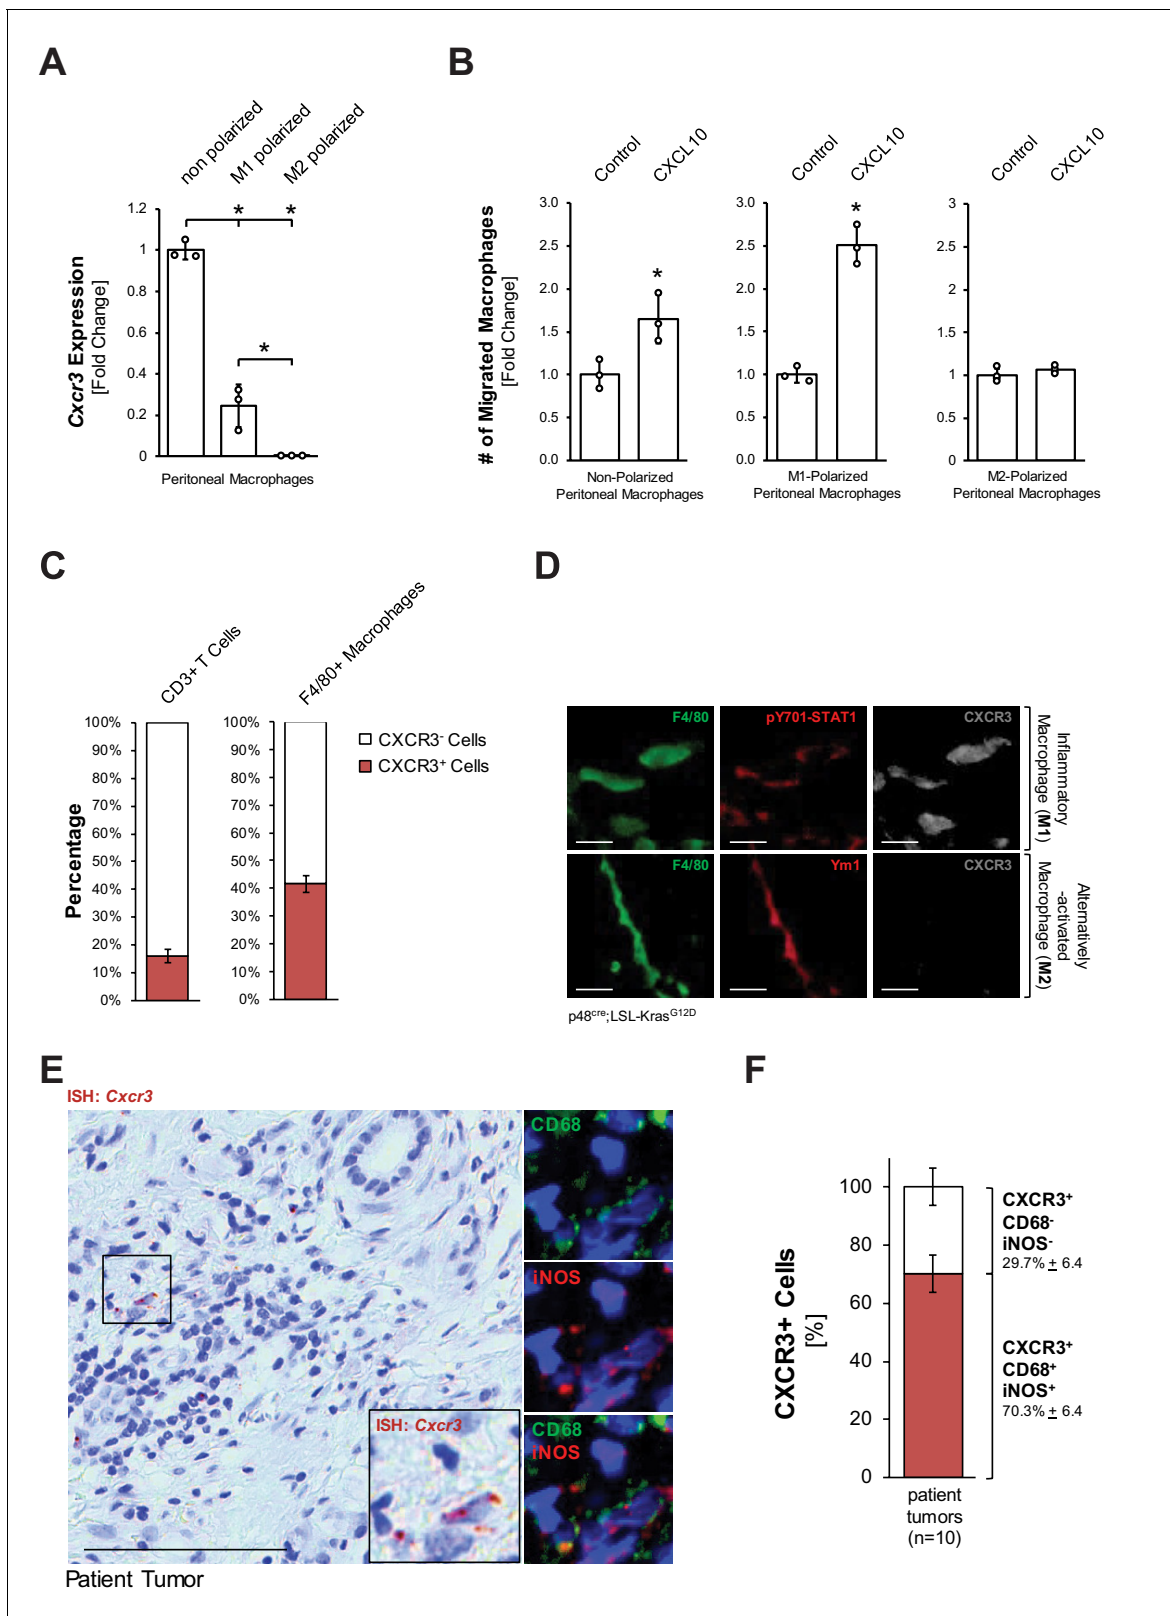 A
non polarized
M1 polarized
M2 polarized
Cxcr3 Expression
[Fold Change]
1.2
1
0.8
0.6
0.4
0.2
0
*
*
*
Peritoneal Macrophages
B
# of Migrated Macrophages
[Fold Change]
Control
CXCL10
3.0
2.5
2.0
1.5
1.0
0.5
0.0
*
Non-Polarized
Peritoneal Macrophages
Control
CXCL10
3.0
2.5
2.0
1.5
1.0
0.5
0.0
*
M1-Polarized
Peritoneal Macrophages
Control
CXCL10
3
2.5
2
1.5
1
0.5
0
M2-Polarized
Peritoneal Macrophages
C
CD3+ T Cells
F4/80+ Macrophages
Percentage
100%
90%
80%
70%
60%
50%
40%
30%
20%
10%
0%
100%
90%
80%
70%
60%
50%
40%
30%
20%
10%
0%
CXCR3⁻ Cells
CXCR3⁺ Cells
D
F4/80
pY701-STAT1
CXCR3
Inflammatory
Macrophage (M1)
F4/80
Ym1
CXCR3
Alternatively
-activated
Macrophage (M2)
p48ᶜʳᵉ;LSL-Krasᴳ¹²ᴰ
E
ISH: Cxcr3
CD68
iNOS
CD68
iNOS
ISH: Cxcr3
Patient Tumor
F
CXCR3+ Cells
[%]
100
80
60
40
20
0
CXCR3⁺
CD68⁻
iNOS⁻
29.7% ± 6.4
CXCR3⁺
CD68⁺
iNOS⁺
70.3% ± 6.4
patient
tumors
(n=10)